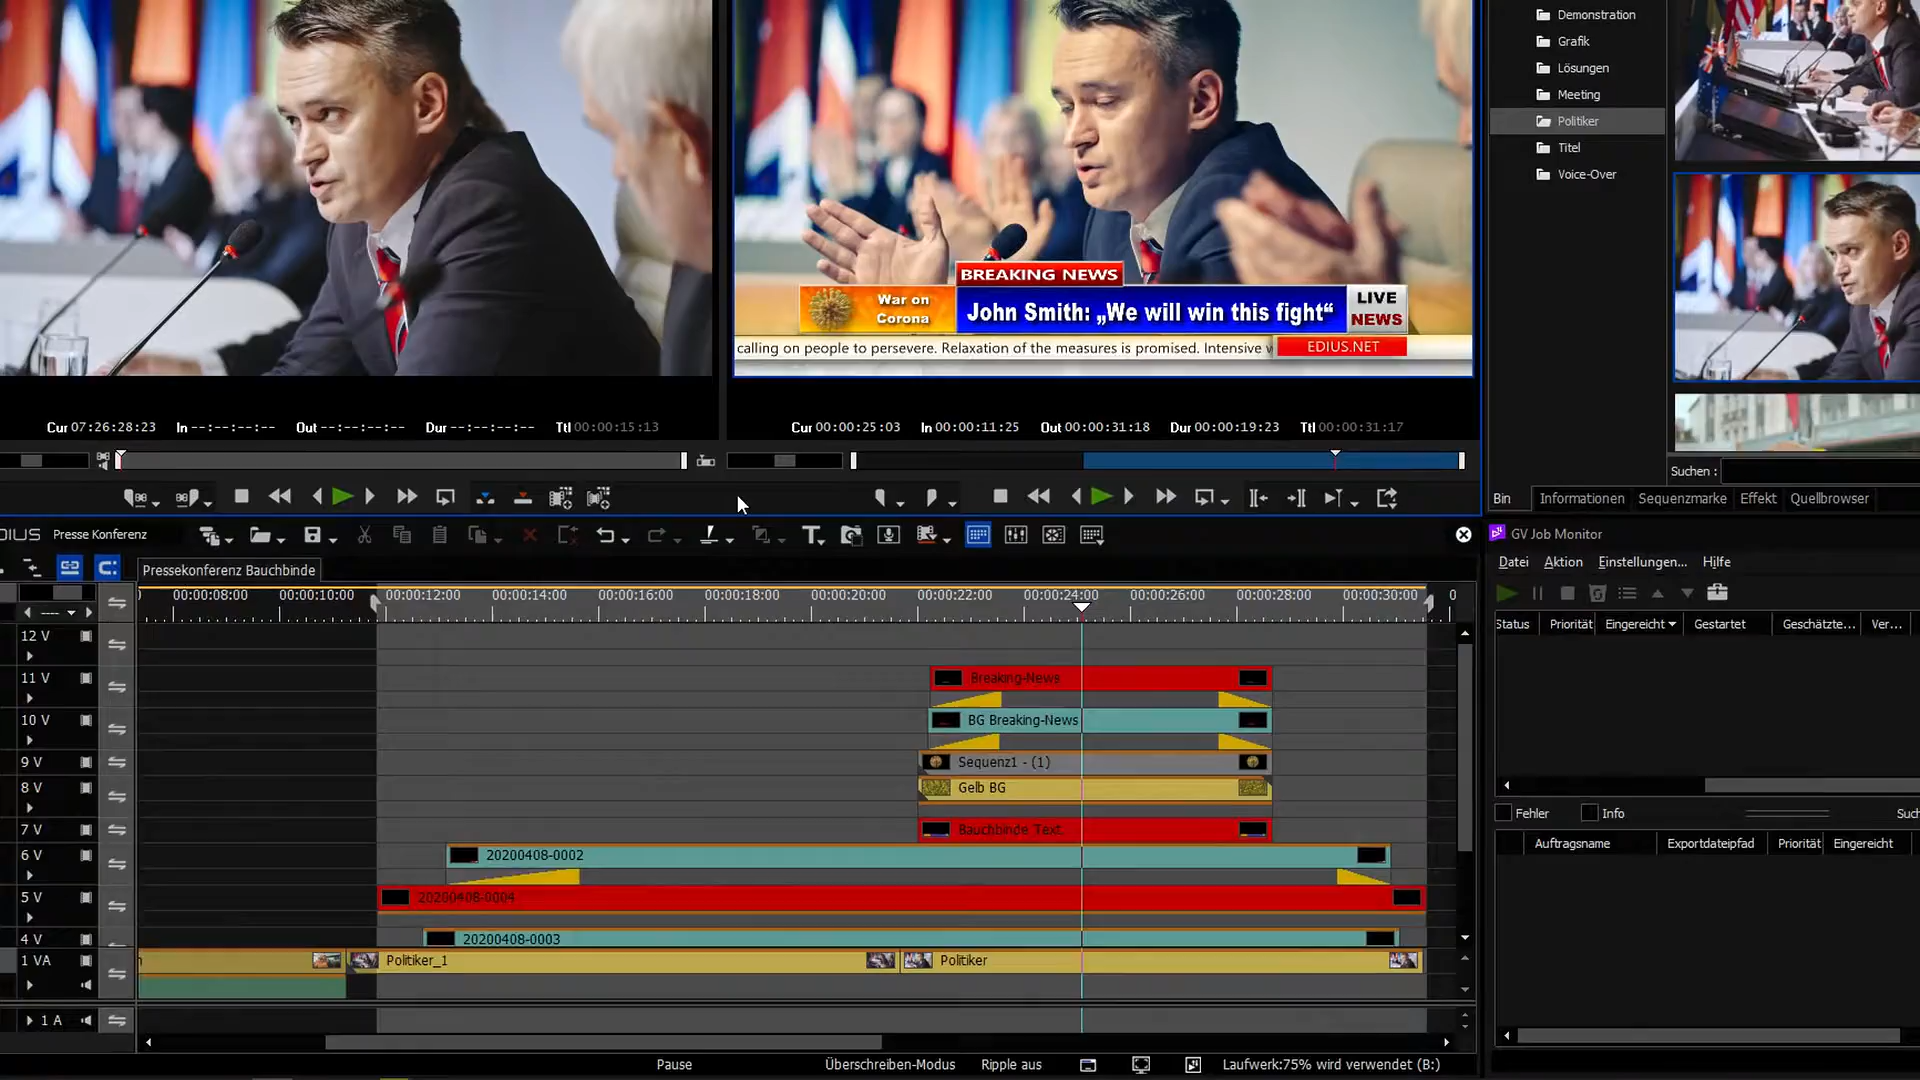 Demonstration
Grafik
Lösungen
Meeting
Politiker
Titel
Voice-Over
BREAKING NEWS
War on
Corona
John Smith: „We will win this fight“
LIVE
NEWS
calling on people to persevere. Relaxation of the measures is promised. Intensive
EDIUS.NET
Cur 07:26:28:23 In --:--:--:-- Out --:--:--:-- Dur --:--:--:-- Ttl 00:00:15:13
Cur 00:00:25:03 In 00:00:11:25 Out 00:00:31:18 Dur 00:00:19:23 Ttl 00:00:31:17
Suchen :
Bin Informationen Sequenzmarke Effekt Quellbrowser
DIUS Presse Konferenz
GV Job Monitor
Datei Aktion Einstellungen... Hilfe
Pressekonferenz Bauchbinde
00:00:08:00 00:00:10:00 00:00:12:00 00:00:14:00 00:00:16:00 00:00:18:00 00:00:20:00 00:00:22:00 00:00:24:00 00:00:26:00 00:00:28:00 00:00:30:00 0
Status Priorität Eingereicht Gestartet Geschätzte... Ver...
12 V
11 V Breaking-News
10 V BG Breaking-News
9 V Sequenz1 - (1)
8 V Gelb BG
7 V Bauchbinde Text
6 V 20200408-0002
5 V 20200408-0004
4 V 20200408-0003
1 VA Politiker_1 Politiker
1 A
Fehler Info Such
Auftragsname Exportdateipfad Priorität Eingereicht
Pause Überschreiben-Modus Ripple aus Laufwerk:75% wird verwendet (B:)